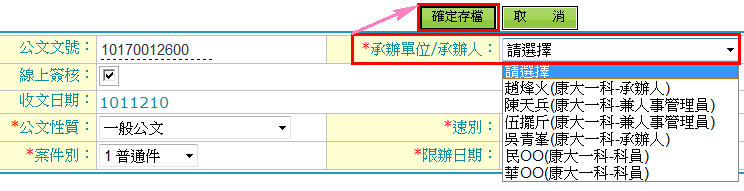 確定存檔 取 消
公文文號： 10170012600 *承辦單位/承辦人： 請選擇
線上簽核： 請選擇
趙烽火(康大一科-承辦人)
收文日期： 1011210 陳天兵(康大一科-兼人事管理員)
*公文性質： 一般公文 *速別： 伍擺斤(康大一科-兼人事管理員)
吳青峯(康大一科-承辦人)
*案件別： 1 普通件 *限辦日期： 民OO(康大一科-科員)
華OO(康大一科-科員)